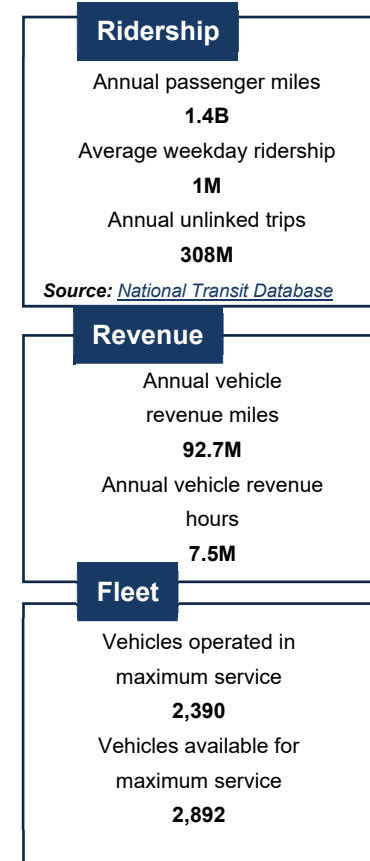 Ridership
Annual passenger miles
1.4B
Average weekday ridership
1M
Annual unlinked trips
308M
Source: National Transit Database
Revenue
Annual vehicle
revenue miles
92.7M
Annual vehicle revenue
hours
7.5M
Fleet
Vehicles operated in
maximum service
2,390
Vehicles available for
maximum service
2,892